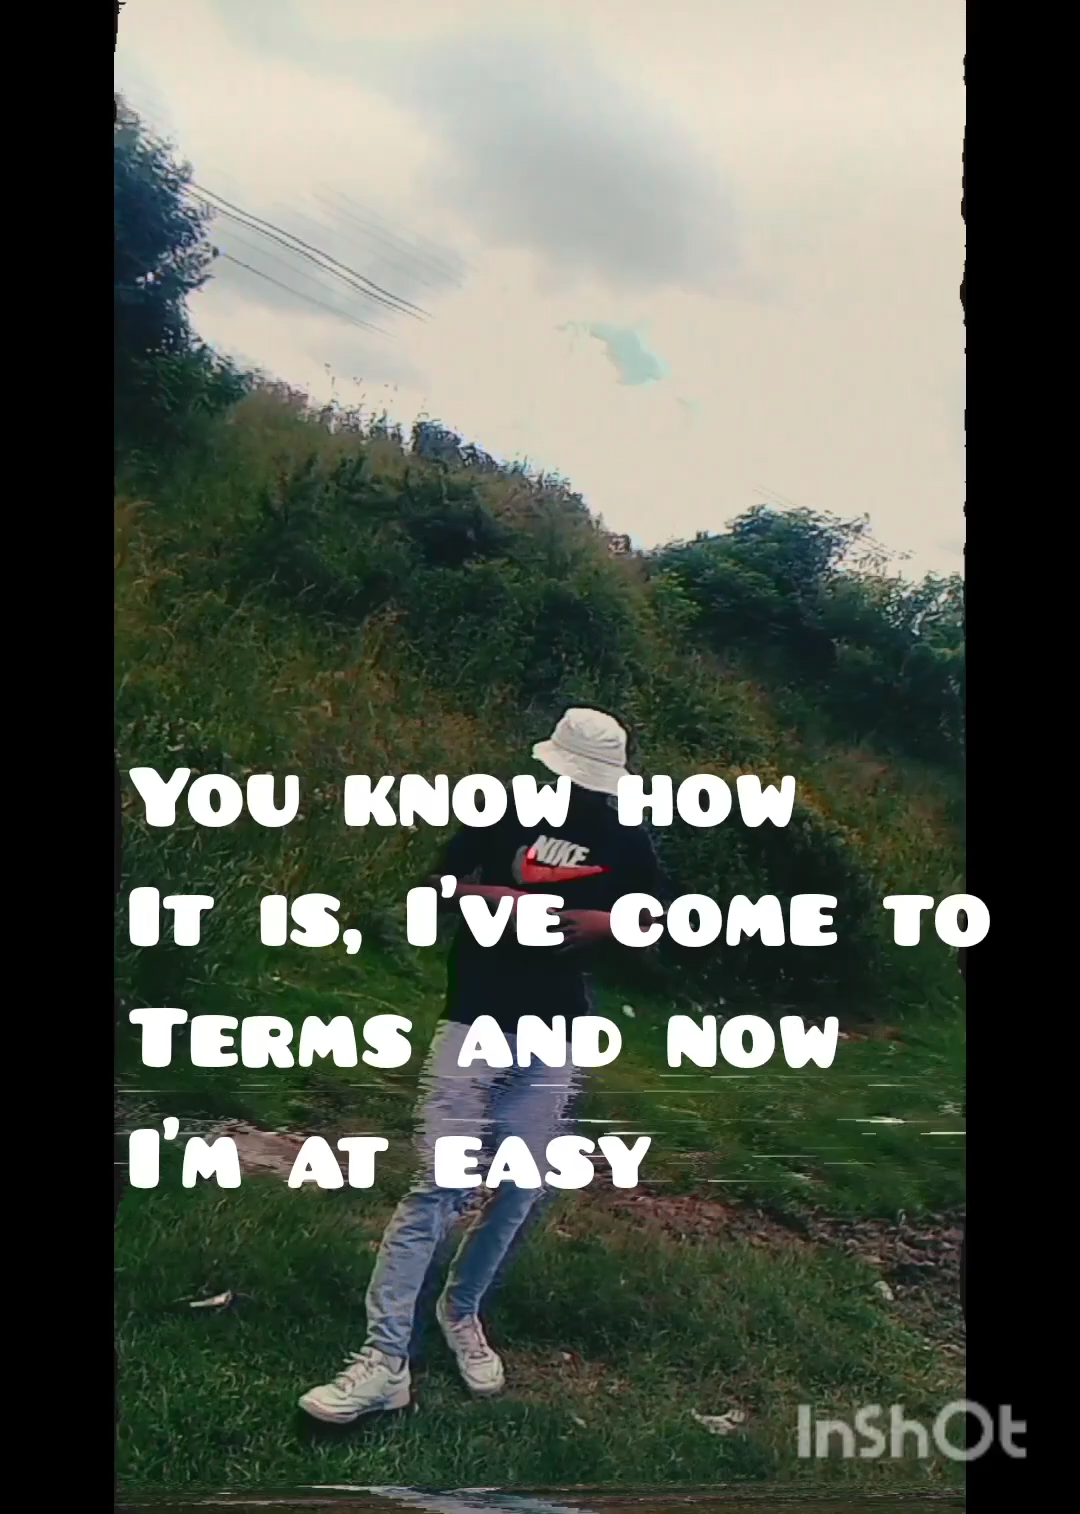 You know how
NIKE
It is, I've come to
Terms and now
I'm at easy
InShOt